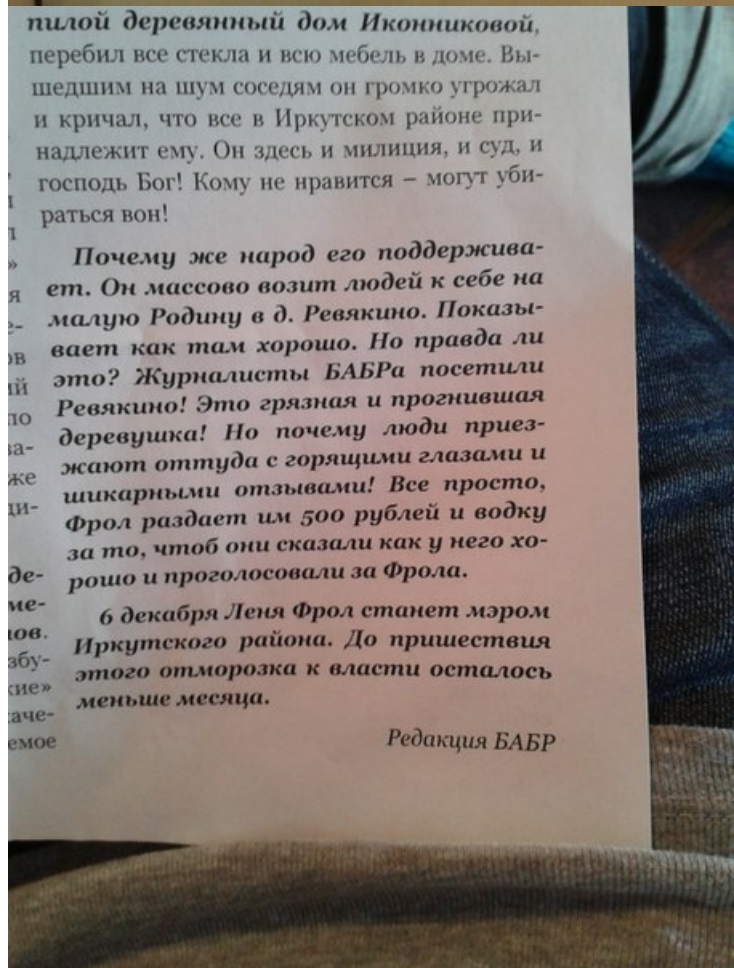 пилой деревянный дом Иконниковой,
перебил все стекла и всю мебель в доме. Вы-
шедшим на шум соседям он громко угрожал
и кричал, что все в Иркутском районе при-
надлежит ему. Он здесь и милиция, и суд, и
господь Бог! Кому не нравится – могут уби-
раться вон!
Почему же народ его поддержива-
ет. Он массово возит людей к себе на
малую Родину в д. Ревякино. Показы-
вает как там хорошо. Но правда ли
это? Журналисты БАБРа посетили
Ревякино! Это грязная и прогнившая
деревушка! Но почему люди приез-
жают оттуда с горящими глазами и
шикарными отзывами! Все просто,
Фрол раздает им 500 рублей и водку
за то, чтоб они сказали как у него хо-
рошо и проголосовали за Фрола.
6 декабря Леня Фрол станет мэром
Иркутского района. До пришествия
этого отморозка к власти осталось
меньше месяца.
Редакция БАБР